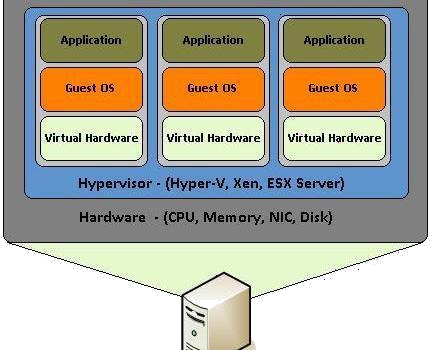 Application Application Application
Guest OS Guest OS Guest OS
Virtual Hardware Virtual Hardware Virtual Hardware
Hypervisor - (Hyper-V, Xen, ESX Server)
Hardware - (CPU, Memory, NIC, Disk)